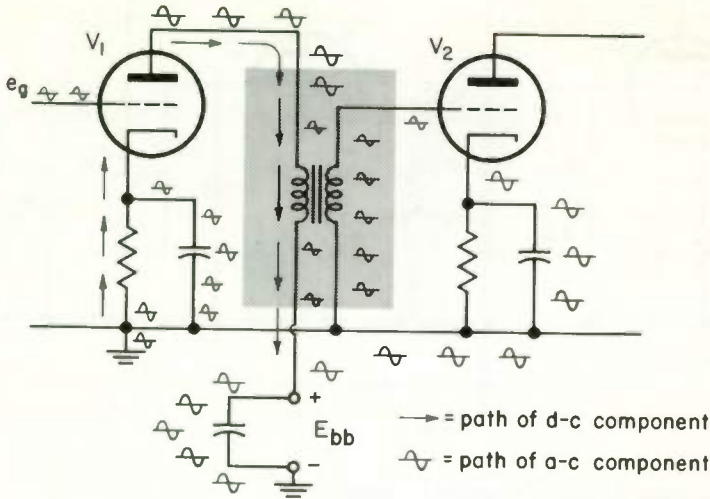 V1
V2
eg
+
Ebb
-
= path of d-c component
= path of a-c component